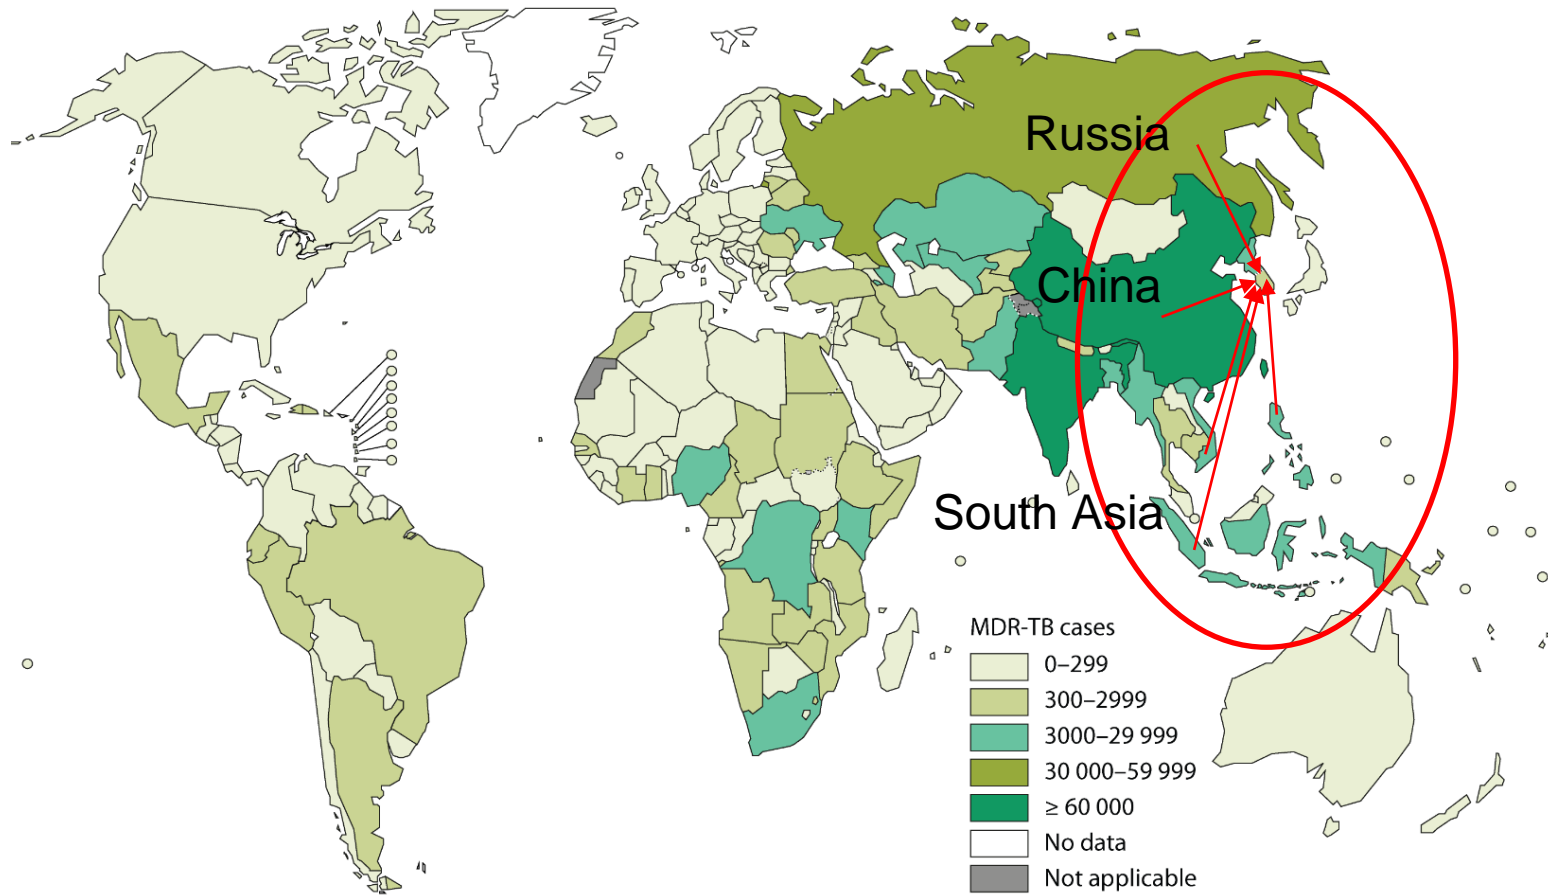 Russia
China
South Asia
MDR-TB cases
0–299
300–2999
3000–29 999
30 000–59 999
≥ 60 000
No data
Not applicable